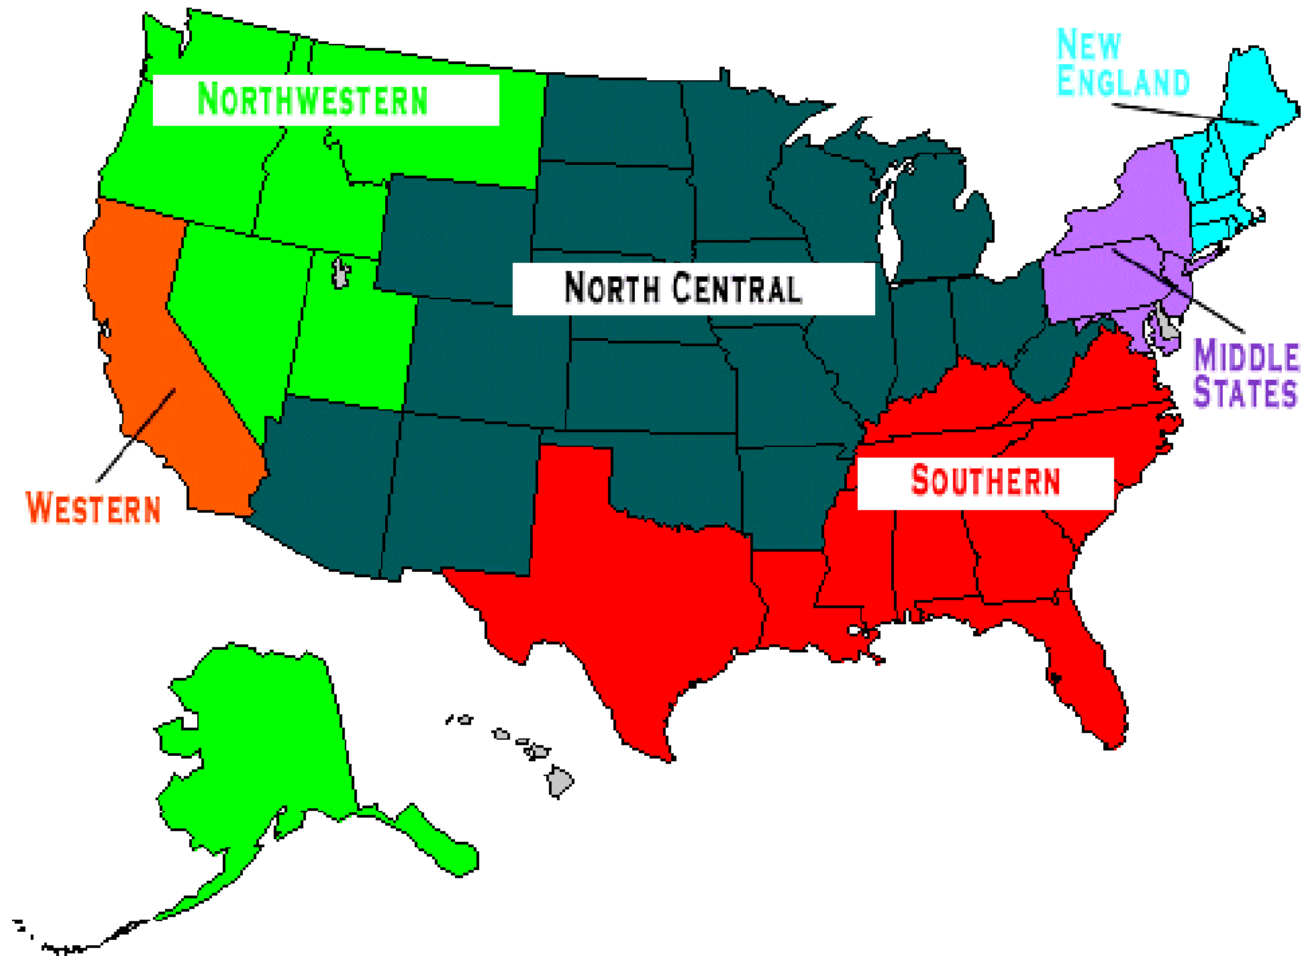 NEW
ENGLAND
NORTHWESTERN
NORTH CENTRAL
MIDDLE
STATES
SOUTHERN
WESTERN